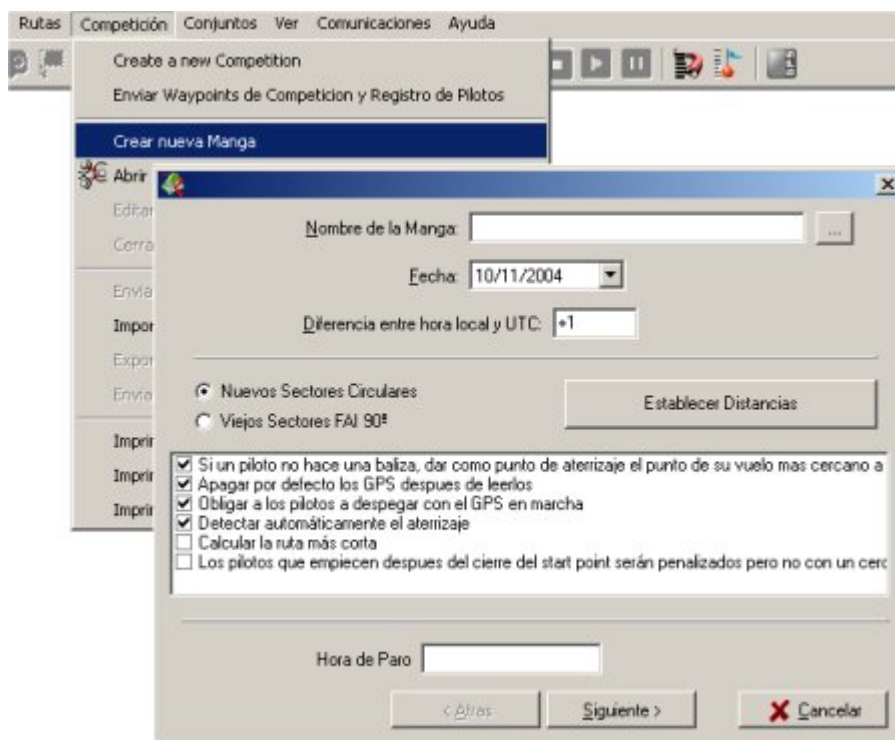 Rutas Competición Conjuntos Ver Comunicaciones Ayuda
Create a new Competition
Enviar Waypoints de Competicion y Registro de Pilotos
Crear nueva Manga
Abrir
Editar
Cerra
Envia
Impor
Expor
Envia
Imprir
Imprir
Imprir
Nombre de la Manga:
...
Fecha: 10/11/2004
Diferencia entre hora local y UTC: +1
Nuevos Sectores Circulares
Viejos Sectores FAI 90º
Establecer Distancias
Si un piloto no hace una baliza, dar como punto de aterrizaje el punto de su vuelo mas cercano a
Apagar por defecto los GPS despues de leerlos
Obligar a los pilotos a despegar con el GPS en marcha
Detectar automáticamente el aterrizaje
Calcular la ruta más corta
Los pilotos que empiecen despues del cierre del start point serán penalizados pero no con un cero
Hora de Paro
< Atras
Siguiente >
Cancelar